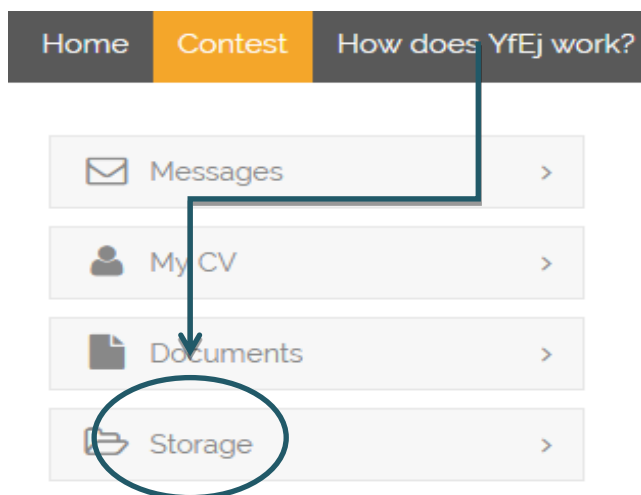 Home Contest How does YfEj work?
Messages
My CV
Documents
Storage